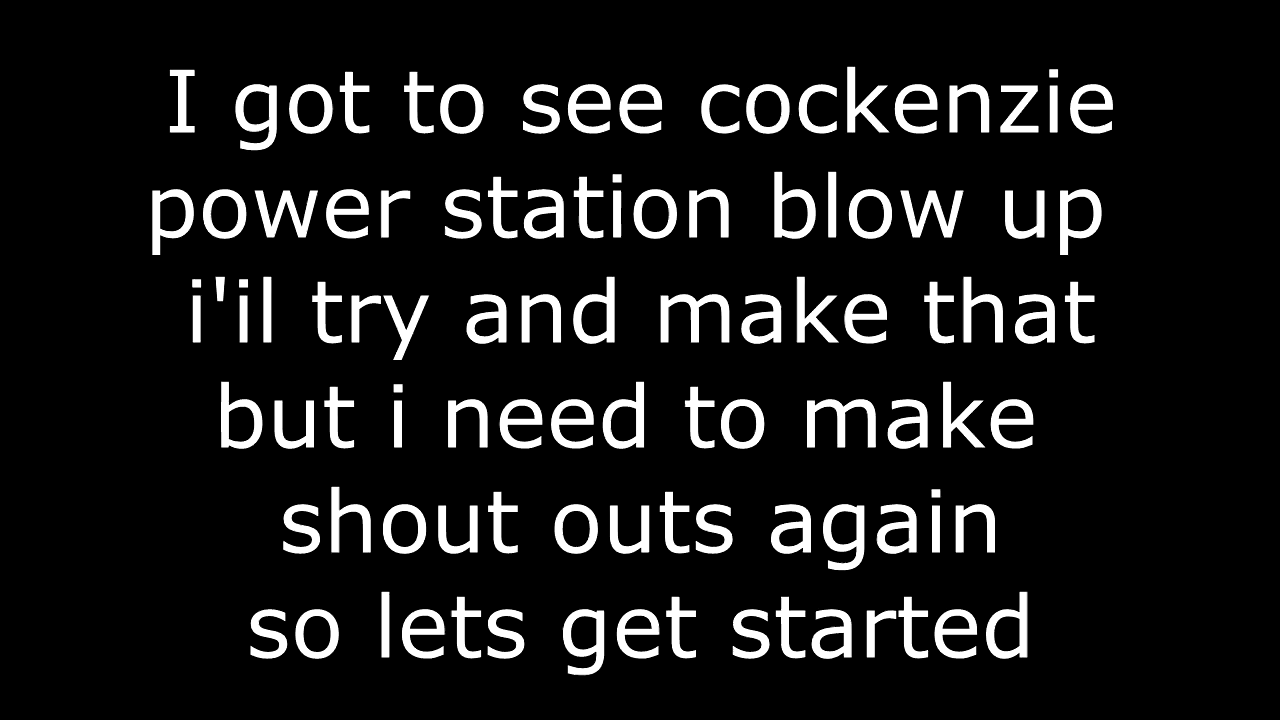 I got to see cockenzie
power station blow up
i'il try and make that
but i need to make
shout outs again
so lets get started